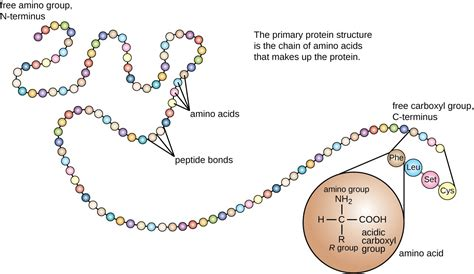 free amino group,
N-terminus
The primary protein structure
is the chain of amino acids
that makes up the protein.
amino acids
peptide bonds
free carboxyl group,
C-terminus
Phe
Leu
Set
Cys
amino group
NH2
H
C
COOH
R
acidic
carboxyl
group
R group
amino acid